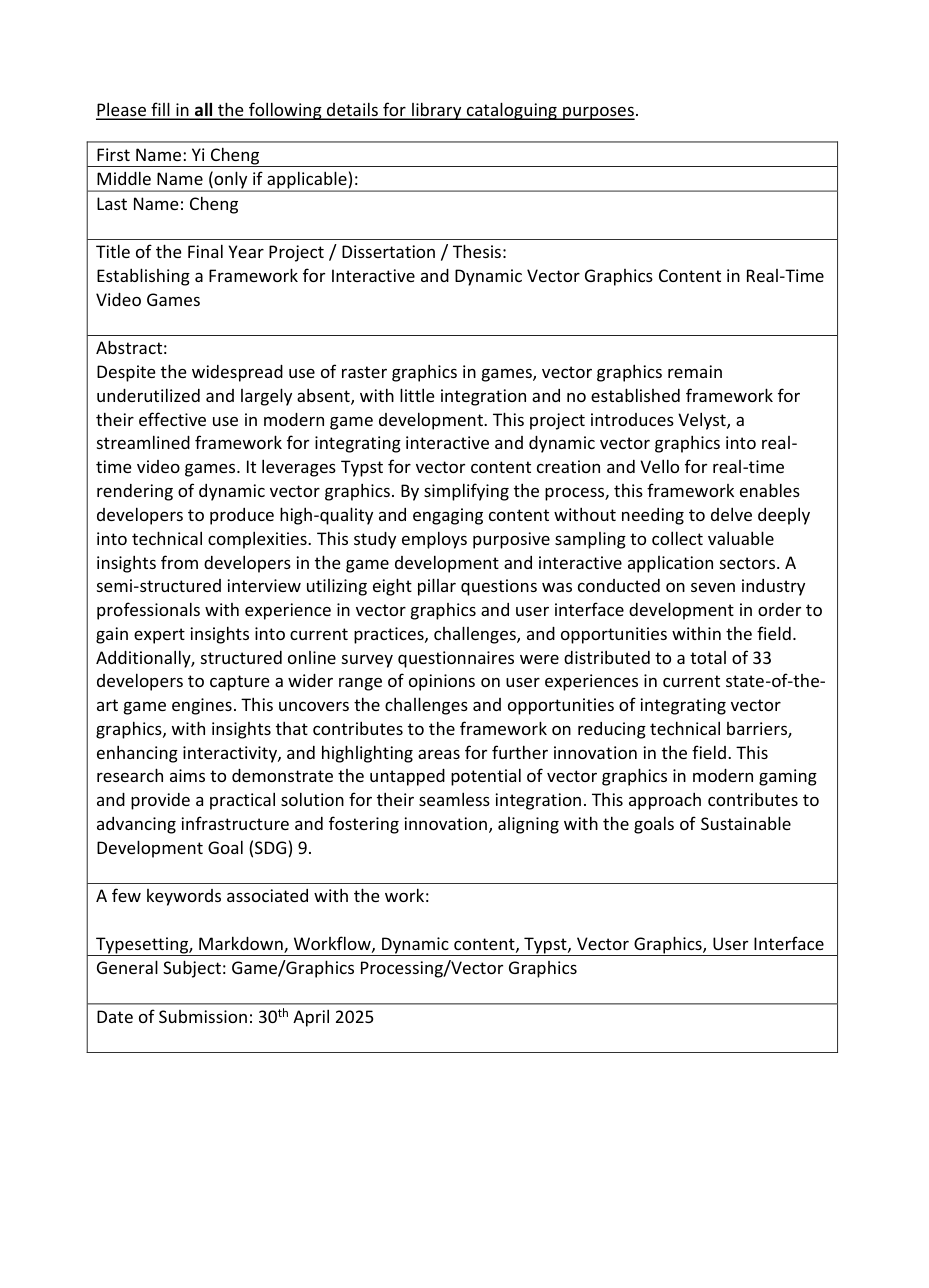 Please fill in all the following details for library cataloguing purposes.
First Name: Yi Cheng
Middle Name (only if applicable):
Last Name: Cheng
Title of the Final Year Project / Dissertation / Thesis:
Establishing a Framework for Interactive and Dynamic Vector Graphics Content in Real-Time
Video Games
Abstract:
Despite the widespread use of raster graphics in games, vector graphics remain
underutilized and largely absent, with little integration and no established framework for
their effective use in modern game development. This project introduces Velyst, a
streamlined framework for integrating interactive and dynamic vector graphics into real-
time video games. It leverages Typst for vector content creation and Vello for real-time
rendering of dynamic vector graphics. By simplifying the process, this framework enables
developers to produce high-quality and engaging content without needing to delve deeply
into technical complexities. This study employs purposive sampling to collect valuable
insights from developers in the game development and interactive application sectors. A
semi-structured interview utilizing eight pillar questions was conducted on seven industry
professionals with experience in vector graphics and user interface development in order to
gain expert insights into current practices, challenges, and opportunities within the field.
Additionally, structured online survey questionnaires were distributed to a total of 33
developers to capture a wider range of opinions on user experiences in current state-of-the-
art game engines. This uncovers the challenges and opportunities of integrating vector
graphics, with insights that contributes to the framework on reducing technical barriers,
enhancing interactivity, and highlighting areas for further innovation in the field. This
research aims to demonstrate the untapped potential of vector graphics in modern gaming
and provide a practical solution for their seamless integration. This approach contributes to
advancing infrastructure and fostering innovation, aligning with the goals of Sustainable
Development Goal (SDG) 9.
A few keywords associated with the work:
Typesetting, Markdown, Workflow, Dynamic content, Typst, Vector Graphics, User Interface
General Subject: Game/Graphics Processing/Vector Graphics
Date of Submission: 30th April 2025